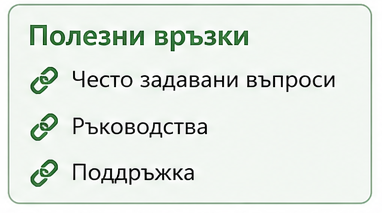 Полезни връзки
Често задавани въпроси
Ръководства
Поддръжка